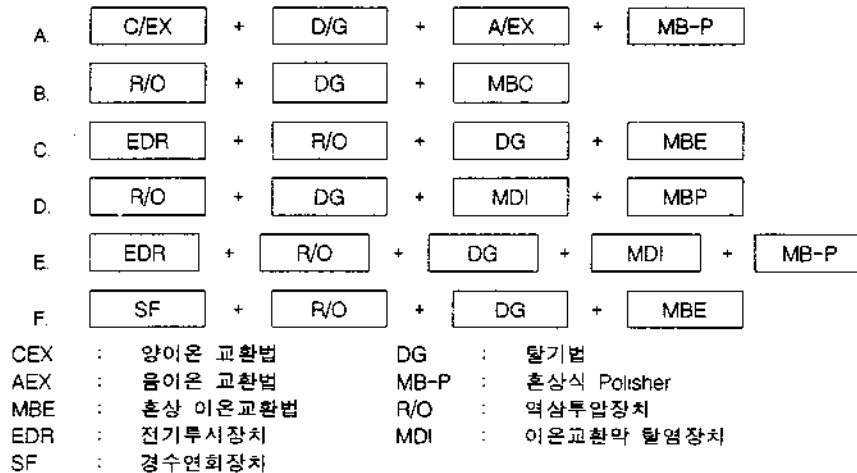 A. C/EX + D/G + A/EX + MB-P
B. R/O + DG + MBC
C. EDR + R/O + DG + MBE
D. R/O + DG + MDI + MBP
E. EDR + R/O + DG + MDI + MB-P
F. SF + R/O + DG + MBE
CEX : 양이온 교환법 DG : 탈기법
AEX : 음이온 교환법 MB-P : 혼상식 Polisher
MBE : 혼상 이온교환법 R/O : 역삼투압장치
EDR : 전기투시장치 MDI : 이온교환막 탈염장치
SF : 경수연회장치